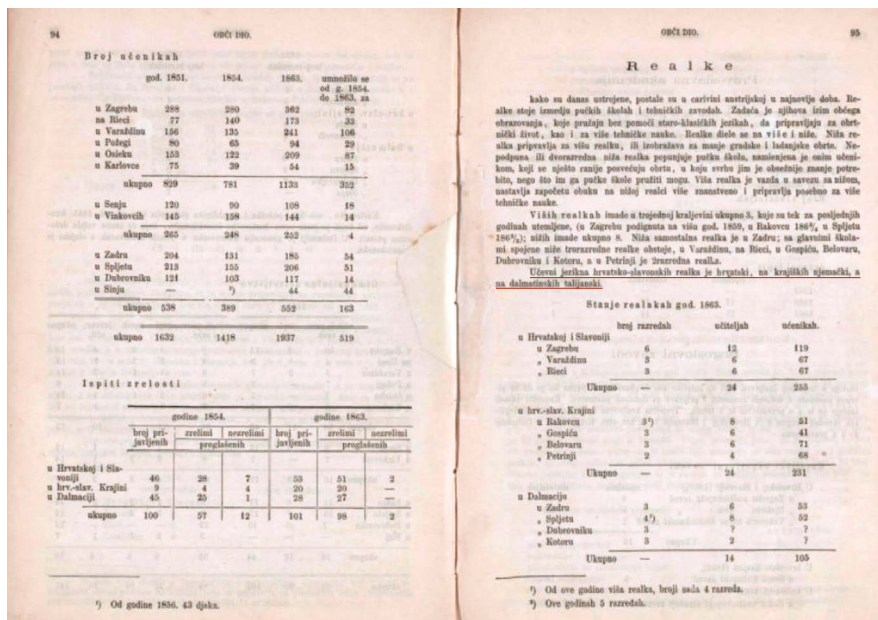 94 OBĆI DIO.
Broj učenikah
god. 1851. 1854. 1863. umnožilo se
od g. 1854.
do 1863. za
u Zagrebu 288 280 362 82
na Rieci 77 140 173 33
u Varaždinu 156 135 241 106
u Požegi 80 65 94 29
u Osieku 153 122 209 87
u Karlovce 75 39 54 15
ukupno 829 781 1133 352
u Senju 120 90 108 18
u Vinkovcih 145 158 144 14
ukupno 265 248 252
u Zadru 204 131 185 54
u Spljetu 213 155 206 51
u Dubrovniku 121 103 117 14
u Sinju — ¹) 44 44
ukupno 538 389 552 163
ukupno 1632 1418 1937 519
Ispiti zrelosti
godine 1854. godine 1863.
broj pri- zrelimi nezrelimi broj pri- zrelimi nezrelimi
javljenih proglašenih javljenih proglašenih
u Hrvatskoj i Sla-
voniji 46 28 7 53 51 2
u hrv.-slav. Krajini 9 4 4 20 20 —
u Dalmaciji 45 25 1 28 27 —
ukupno 100 57 12 101 98 2
¹) Od godine 1856. 43 djaka.
OBĆI DIO. 95
Realke
kako su danas ustrojene, postale su u carevini austrijskoj u najnovije doba. Re-
alke stoje izmedju pučkih školah i tehničkih zavodah. Zadaća je njihova izim obćega
obrazovanja, koje pružaju bez pomoći staro-klasičkih jezikah, da pripravljaju za obrt-
nički život, kao i za više tehničke nauke. Realke diele se na više i niže. Niža re-
alka pripravlja za višu realku, ili izobražava za manje gradske i ladanjske obrte. Ne-
podpuna ili dvorazredna niža realka popunjuje pučku školu, namienjena je onim učeni-
kom, koji se nješto ranije posvećuju obrtu, u koju svrhu jim je obsežnije znanje potre-
bito, nego što im ga pučke škole pružiti mogu. Viša realka je vazda u savezu sa nižom,
nastavlja započetu obuku na nižoj realci više znanstveno i pripravlja posebno za više
tehničke nauke.
Viših realkah imade u trojednoj kraljevini ukupno 3, koje su tek za posljednjih
godinah utemeljene, (u Zagrebu podignuta na višu god. 1859, u Rakovcu u Spljetu
nižih imade ukupno 8. Niža samostalna realka je u Zadru; sa glavnimi škola-
mi spojene niže trorazredne realke obstoje, u Varaždinu, na Rieci, u Gospiću, Belovaru,
Dubrovniku i Kotoru, a u Petrinji je 2razredna realka.
Učevni jezikna hrvatsko-slavonskih realka je hrvatski, na krajiških njemački, a
na dalmatinskih talijanski.
Stanje realakah god. 1863.
broj razredah učiteljah učenikah.
u Hrvatskoj i Slavoniji
u Zagrebu 6 12 119
„ Varaždinu 3 6 67
„ Rieci 3 6 67
Ukupno — 24 253
u hrv.-slav. Krajini
u Rakovcu 3¹) 8 51
„ Gospiću 3 6 41
„ Belovaru 3 6 71
„ Petrinji 2 4 68
Ukupno — 24 231
u Dalmaciju
u Zadru 3 6 53
„ Spljetu 4²) 8 52
„ Dubrovniku 3 ? ?
„ Kotoru 3 2 ?
Ukupno — 14 105
¹) Od ove godine viša realka, broji sada 4 razreda.
²) Ove godinah 5 razredah.